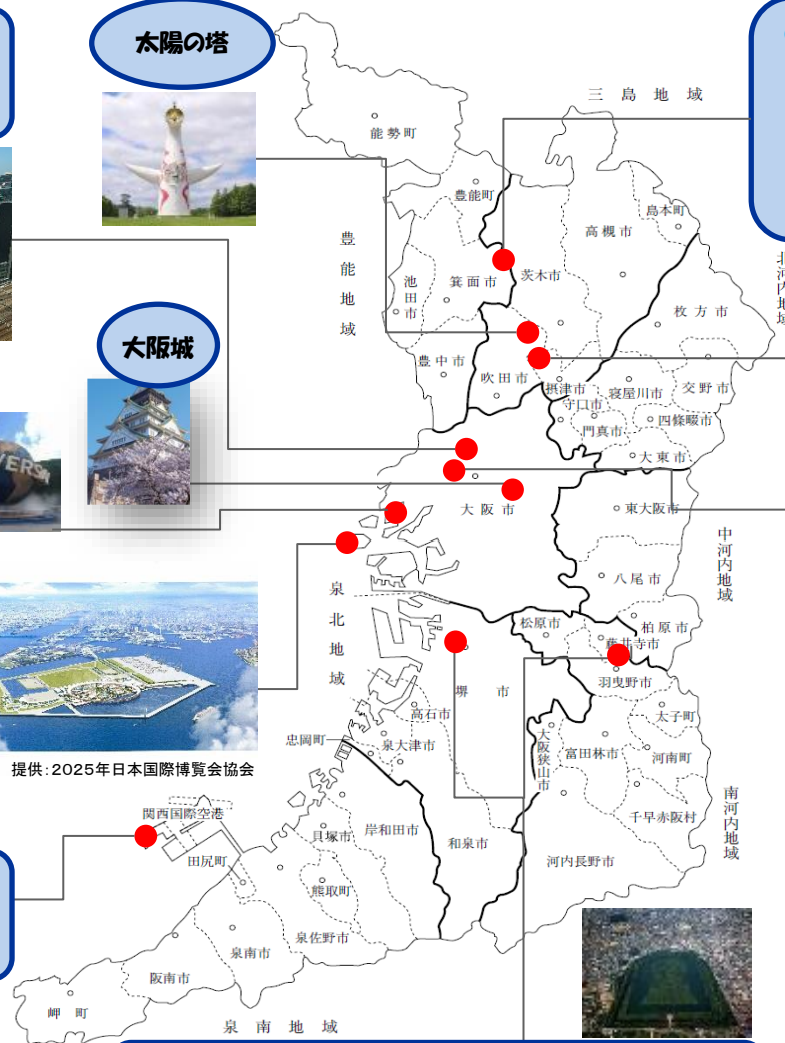 太陽の塔
三島地域
能勢町
豊能町
島本町
高槻市
豊能地域
池田市
箕面市
茨木市
北河内地域
枚方市
豊中市
吹田市
摂津市
寝屋川市
交野市
守口市
四條畷市
門真市
大東市
大阪城
大阪市
東大阪市
中河内地域
八尾市
泉北地域
松原市
柏原市
藤井寺市
羽曳野市
堺市
高石市
太子町
忠岡町
泉大津市
大阪狭山市
富田林市
河南町
提供：2025年日本国際博覧会協会
南河内地域
関西国際空港
千早赤阪村
貝塚市
岸和田市
和泉市
田尻町
河内長野市
熊取町
泉佐野市
泉南市
阪南市
岬町
泉南地域